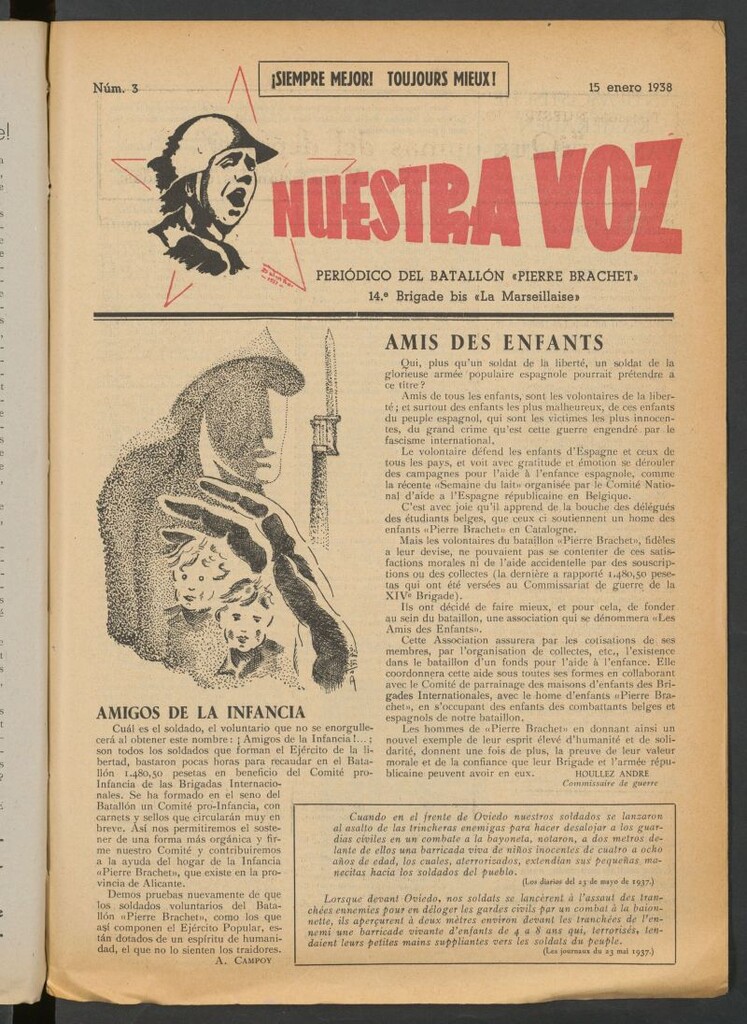 ¡SIEMPRE MEJOR! TOUJOURS MIEUX!
Núm. 3
15 enero 1938
NUESTRA VOZ
PERIÓDICO DEL BATALLÓN «PIERRE BRACHET»
14.ª Brigade bis «La Marseillaise»
AMIS DES ENFANTS
Qui, plus qu'un soldat de la liberté, un soldat de la
glorieuse armée populaire espagnole pourrait prétendre a
ce titre?
Amis de tous les enfants, sont les volontaires de la liber-
té; et surtout des enfants les plus malheureux, de ces enfants
du peuple espagnol, qui sont les victimes les plus innocen-
tes, du grand crime qu'est cette guerre engendré par le
fascisme international.
Le volontaire défend les enfants d'Espagne et ceux de
tous les pays, et voit avec gratitude et émotion se dérouler
des campagnes pour l'aide à l'enfance espagnole, comme
la récente «Semaine du lait» organisée par le Comité Natio-
nal d'aide a l'Espagne républicaine en Belgique.
C'est avec joie qu'il apprend de la bouche des délégués
des étudiants belges, que ceux ci soutiennent un home des
enfants «Pierre Brachet» en Catalogne.
Mais les volontaires du bataillon «Pierre Brachet», fidèles
a leur devise, ne pouvaient pas se contenter de ces satis-
factions morales ni de l'aide accidentelle par des souscrip-
tions ou des collectes (la dernière a rapporté 1.480,50 pese-
tas qui ont été versées au Commissariat de guerre de la
XIVe Brigade).
Ils ont décidé de faire mieux, et pour cela, de fonder
au sein du bataillon, une association qui se dénommera «Les
Amis des Enfants».
Cette Association assurera par les cotisations de ses
membres, par l'organisation de collectes, etc., l'existence
dans le bataillon d'un fonds pour l'aide à l'enfance. Elle
coordonnera cette aide sous toutes ses formes en collaborant
avec le Comité de parrainage des maisons d'enfants des Bri-
gades Internationales, avec le home d'enfants «Pierre Bra-
chet», en s'occupant des enfants des combattants belges et
espagnols de notre bataillon.
Les hommes de «Pierre Brachet» en donnant ainsi un
nouvel exemple de leur esprit élevé d'humanité et de soli-
darité, donnent une fois de plus, la preuve de leur valeur
morale et de la confiance que leur Brigade et l'armée répu-
blicaine peuvent avoir en eux.
HOULLEZ ANDRE
Commissaire de guerre
AMIGOS DE LA INFANCIA
Cuál es el soldado, el voluntario que no se enorgulle-
cerá al obtener este nombre: ¡Amigos de la Infancia!...;
son todos los soldados que forman el Ejército de la li-
bertad, bastaron pocas horas para recaudar en el Bata-
llón 1.480,50 pesetas en beneficio del Comité pro-
Infancia de las Brigadas Internacio-
nales. Se ha formado en el seno del
Batallón un Comité pro-Infancia, con
carnets y sellos que circularán muy en
breve. Así nos permitiremos el soste-
ner de una forma más orgánica y fir-
me nuestro Comité y contribuiremos
a la ayuda del hogar de la Infancia
«Pierre Brachet», que existe en la pro-
vincia de Alicante.
Demos pruebas nuevamente de que
los soldados voluntarios del Bata-
llón «Pierre Brachet», como los que
así componen el Ejército Popular, es-
tán dotados de un espíritu de humani-
dad, el que no lo sienten los traidores.
A. CAMPOY
Cuando en el frente de Oviedo nuestros soldados se lanzaron
al asalto de las trincheras enemigas para hacer desalojar a los guar-
dias civiles en un combate a la bayoneta, notaron, a dos metros de-
lante de ellos una barricada viva de niños inocentes de cuatro a ocho
años de edad, los cuales, aterrorizados, extendían sus pequeñas ma-
necitas hacia los soldados del pueblo.
(Los diarios del 23 de mayo de 1937.)
Lorsque devant Oviedo, nos soldats se lancèrent à l'assaut des tran-
chées ennemies pour en déloger les gardes civils par un combat à la baïon-
nette, ils aperçurent à deux mètres environ devant les tranchées de l'en-
nemi une barricade vivante d'enfants de 4 a 8 ans qui, terrorisés, ten-
daient leurs petites mains suppliantes vers les soldats du peuple.
(Les journaux du 23 mai 1937.)